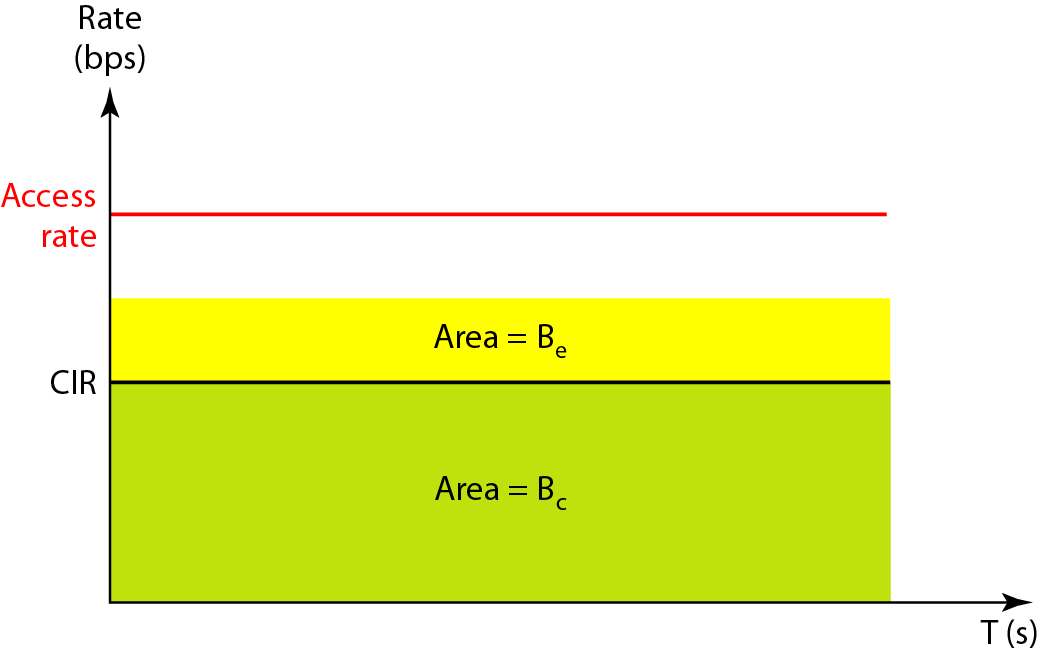 Rate
(bps)
Access
rate
Area = Be
CIR
Area = Bc
T (s)